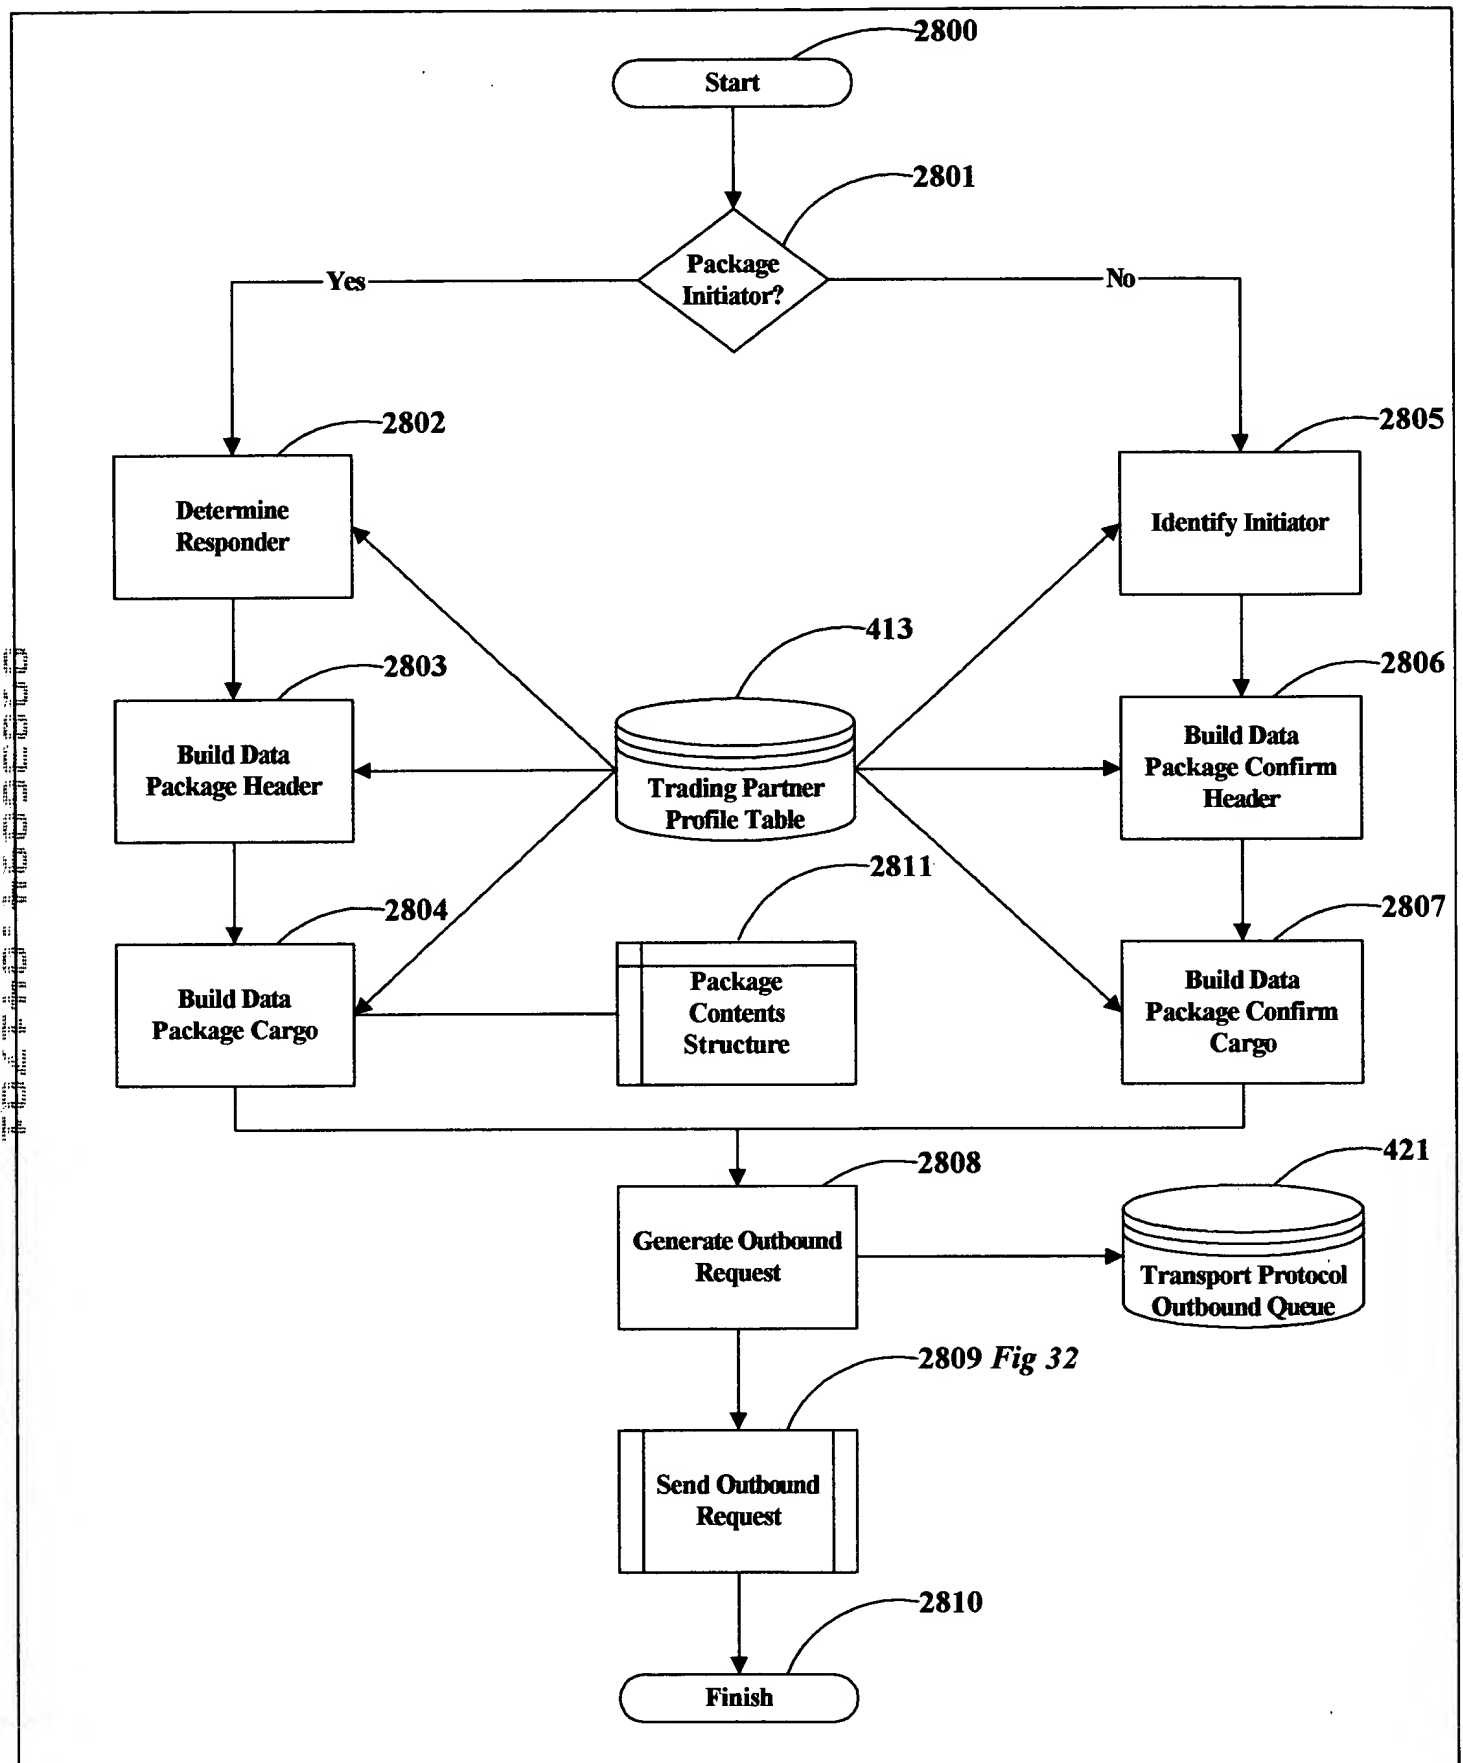 2800
Start
2801
Package
Initiator?
Yes
No
2802
2805
Determine
Responder
Identify Initiator
413
2803
2806
Build Data
Package Header
Trading Partner
Profile Table
Build Data
Package Confirm
Header
2811
2804
2807
Build Data
Package Cargo
Package
Contents
Structure
Build Data
Package Confirm
Cargo
2808
421
Generate Outbound
Request
Transport Protocol
Outbound Queue
2809 Fig 32
Send Outbound
Request
2810
Finish